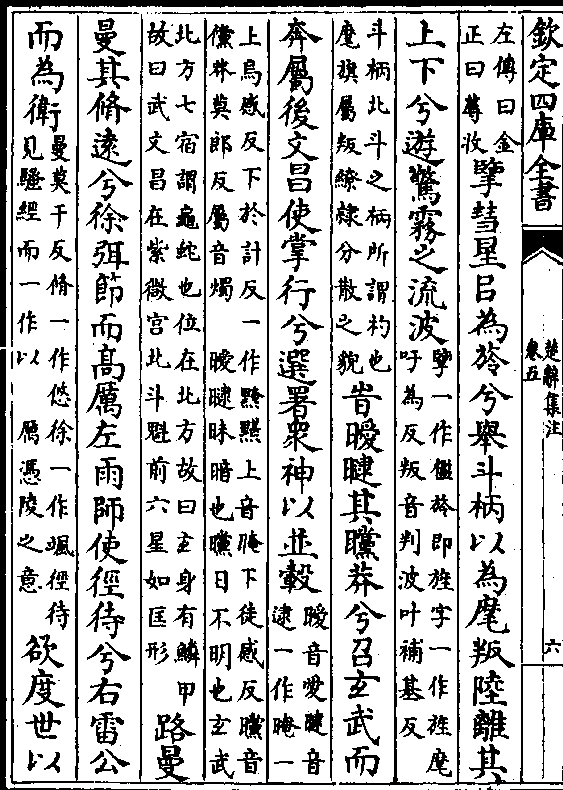 欽定四庫全書
楚辭集注
卷五
六
左傳曰金
正曰蓐收
擥彗星㠯為旍兮舉斗柄以為麾叛陸離其
上下兮遊驚霧之流波
擥一作㩜旍即旌字一作旌麾
吁為反叛音判波叶補基反
斗柄北斗之柄所謂杓也
麾旗屬叛繚隸分散之貌
旹曖曃其曭莽兮召玄武而
奔屬後文昌使掌行兮選署衆神以並轂
曖音愛曃音
逮一作晻一
上烏感反下於計反一作黤黮上音晻下徒感反曭音
儻莽莫郎反屬音燭 曖曃昧暗也曭日不明也玄武
北方七宿謂龜蛇也位在北方故曰玄身有鱗甲
故曰武文昌在紫微宫北斗魁前六星如匡形
路曼
曼其脩遠兮徐弭節而髙厲左雨師使徑待兮右雷公
而為衛
曼莫干反脩一作悠徐一作颯徑待
見騷經而一作以 厲憑陵之意
欲度世以